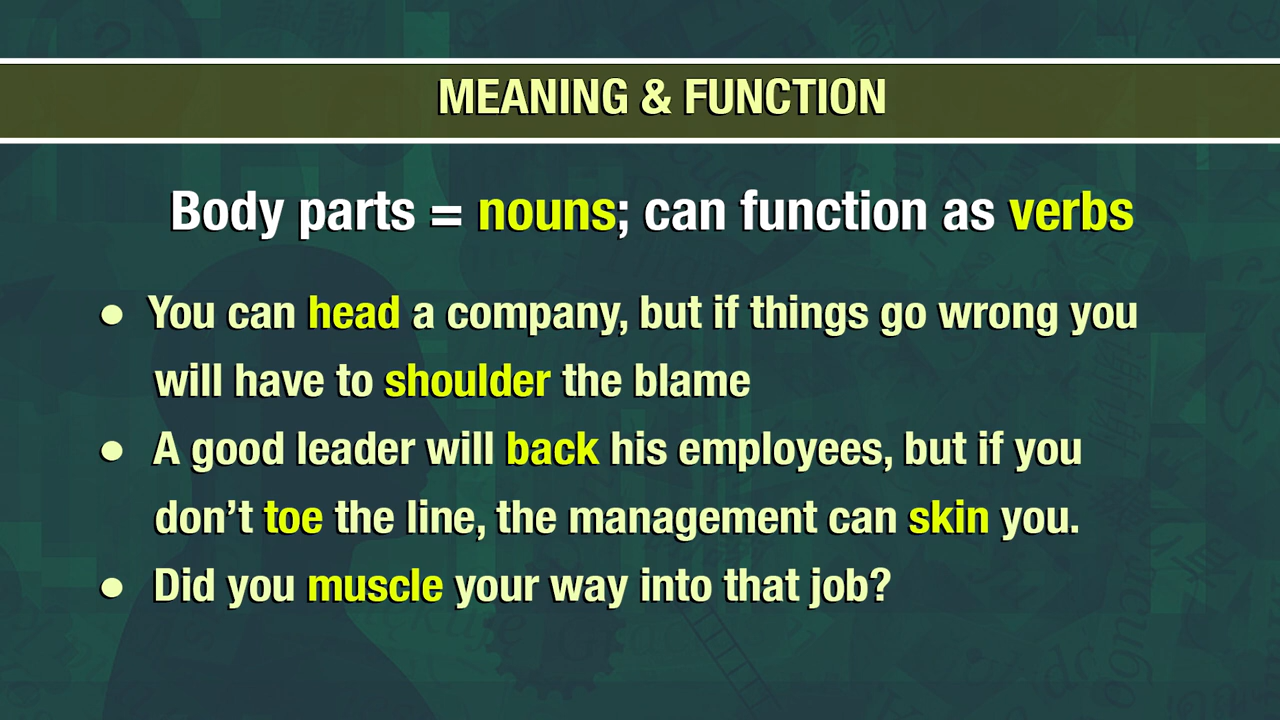 MEANING & FUNCTION
Body parts = nouns; can function as verbs
• You can head a company, but if things go wrong you
will have to shoulder the blame
• A good leader will back his employees, but if you
don’t toe the line, the management can skin you.
• Did you muscle your way into that job?